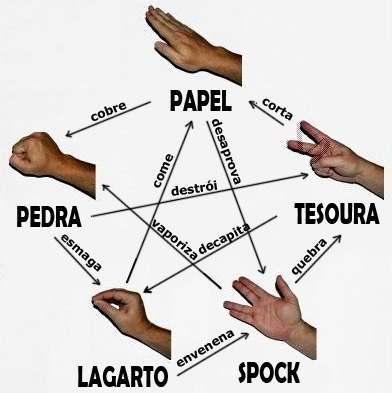 PAPEL
cobre
corta
come
desaprova
destrói
PEDRA
TESOURA
esmaga
vaporiza
decapita
quebra
envenena
LAGARTO
SPOCK